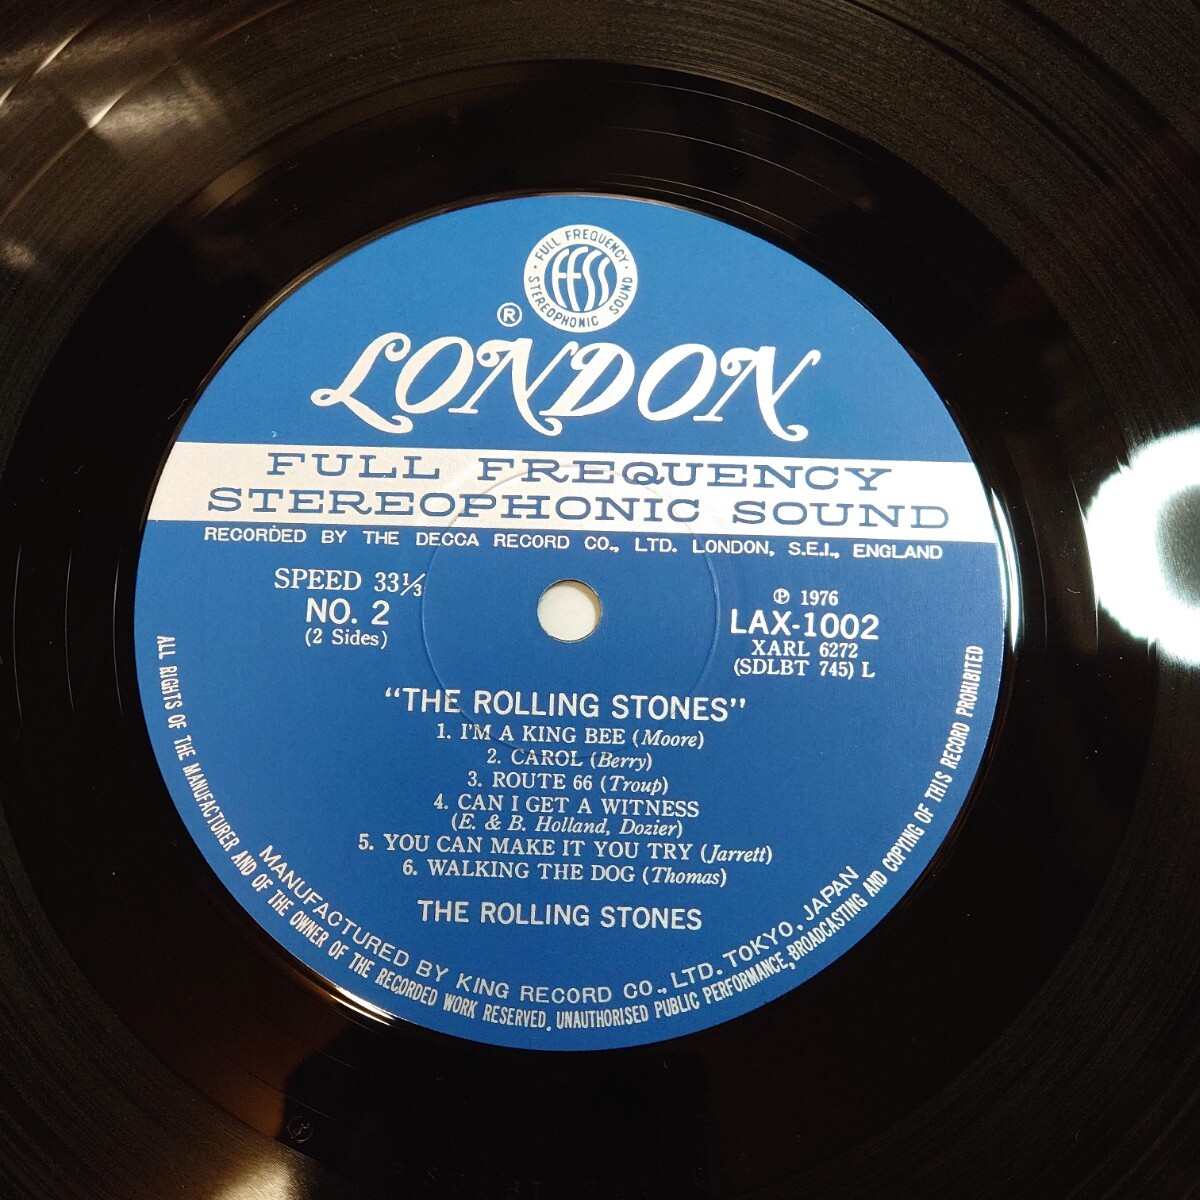 FULL FREQUENCY
FFSS
STEREOPHONIC SOUND
®
LONDON
FULL FREQUENCY
STEREOPHONIC SOUND
RECORDED BY THE DECCA RECORD CO., LTD. LONDON, S.E.I., ENGLAND
SPEED 33⅓
NO. 2
(2 Sides)
℗ 1976
LAX-1002
XARL 6272
(SDLBT 745) L
"THE ROLLING STONES"
1. I'M A KING BEE (Moore)
2. CAROL (Berry)
3. ROUTE 66 (Troup)
4. CAN I GET A WITNESS
(E. & B. Holland, Dozier)
5. YOU CAN MAKE IT YOU TRY (Jarrett)
6. WALKING THE DOG (Thomas)
THE ROLLING STONES
MANUFACTURED BY KING RECORD CO., LTD. TOKYO, JAPAN
ALL RIGHTS OF THE MANUFACTURER AND OF THE OWNER OF THE RECORDED WORK RESERVED. UNAUTHORISED PUBLIC PERFORMANCE, BROADCASTING AND COPYING OF THIS RECORD PROHIBITED